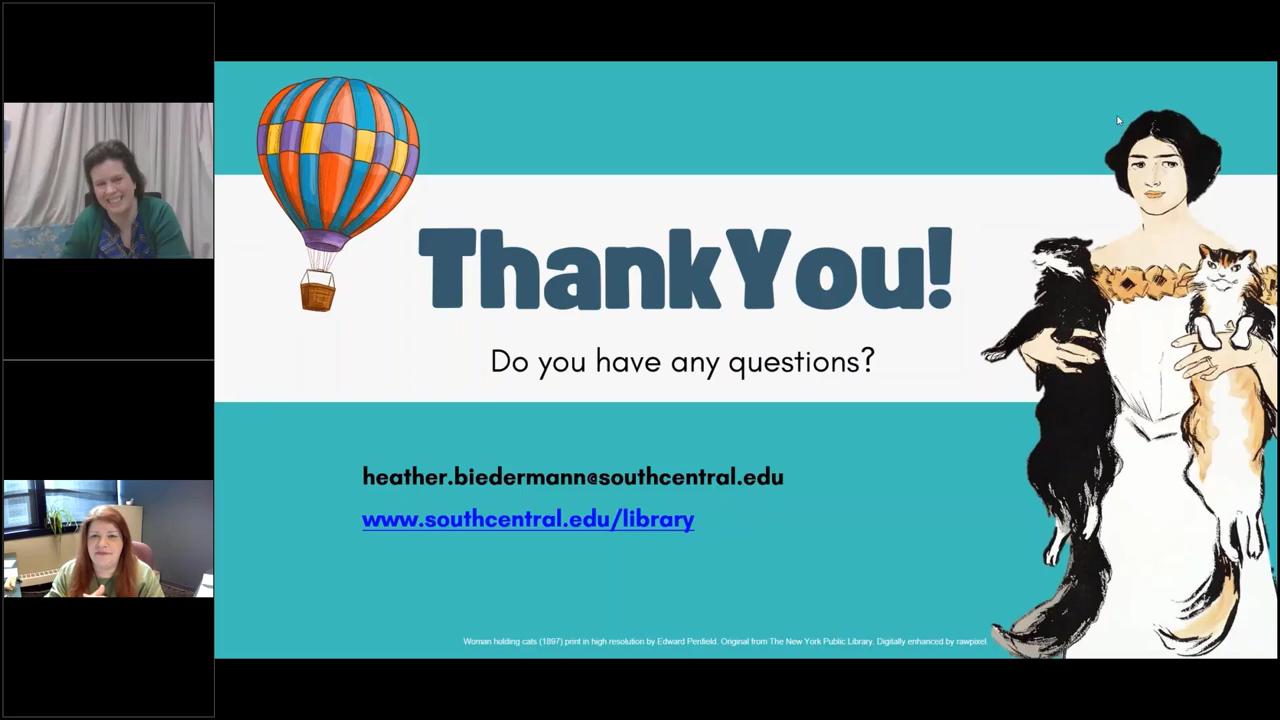 ThankYou!
Do you have any questions?
heather.biedermann@southcentral.edu
www.southcentral.edu/library
Woman holding cats (1897) print in high resolution by Edward Penfield. Original from The New York Public Library. Digitally enhanced by rawpixel.